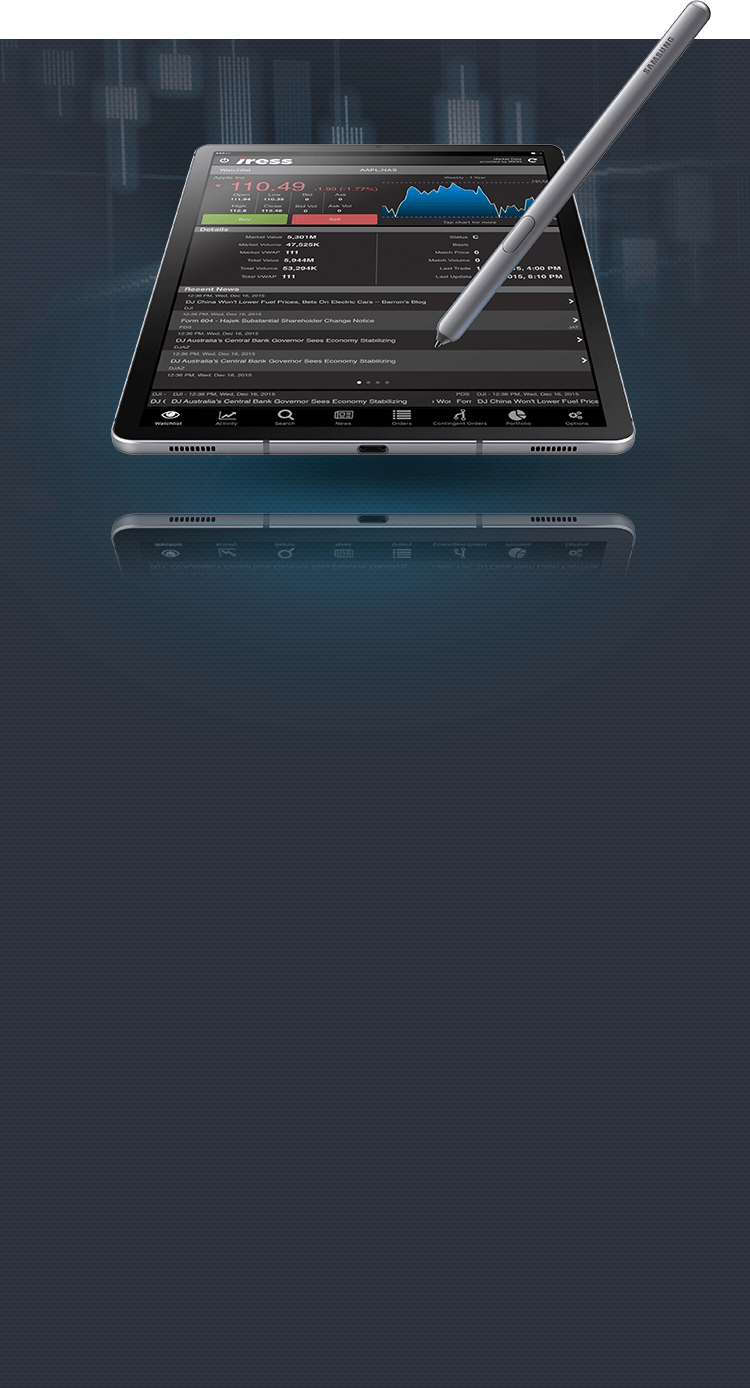 SAMSUNG
iress
Market Data
provided by IRESS
Watchlist AAPL.NAS
Apple Inc
110.49 -1.99 (-1.77%)
Weekly - 1 Year
Open Low Bid Ask
111.94 110.35 0 0
High Close Bid Vol Ask Vol
112.8 112.48 0 0
Buy Sell
Tap chart for more
Details
Market Value 5,301M Status C
Market Volume 47,525K Basis
Market VWAP 111 Match Price 0
Total Value 5,944M Match Volume 0
Total Volume 53,294K Last Trade 015, 4:00 PM
Total VWAP 111 Last Update 2015, 8:10 PM
Recent News
12:36 PM, Wed, Dec 16, 2015
DJ China Won't Lower Fuel Prices, Bets On Electric Cars -- Barron's Blog
DJI
12:36 PM, Wed, Dec 16, 2015
Form 604 - Hajek Substantial Shareholder Change Notice
PDS
12:36 PM, Wed, Dec 16, 2015
DJ Australia's Central Bank Governor Sees Economy Stabilizing
DJAZ
12:36 PM, Wed, Dec 16, 2015
DJ Australia's Central Bank Governor Sees Economy Stabilizing
DJAZ
12:36 PM, Wed, Dec 16, 2015
DJI - DJI - 12:36 PM, Wed, Dec 16, 2015 PDS DJI - 12:36 PM, Wed, Dec 16, 2015
DJ ( DJ Australia's Central Bank Governor Sees Economy Stabilizing › Wor Forr DJ China Won't Lower Fuel Price
Watchlist Activity Search News Orders Contingent Orders Portfolio Options